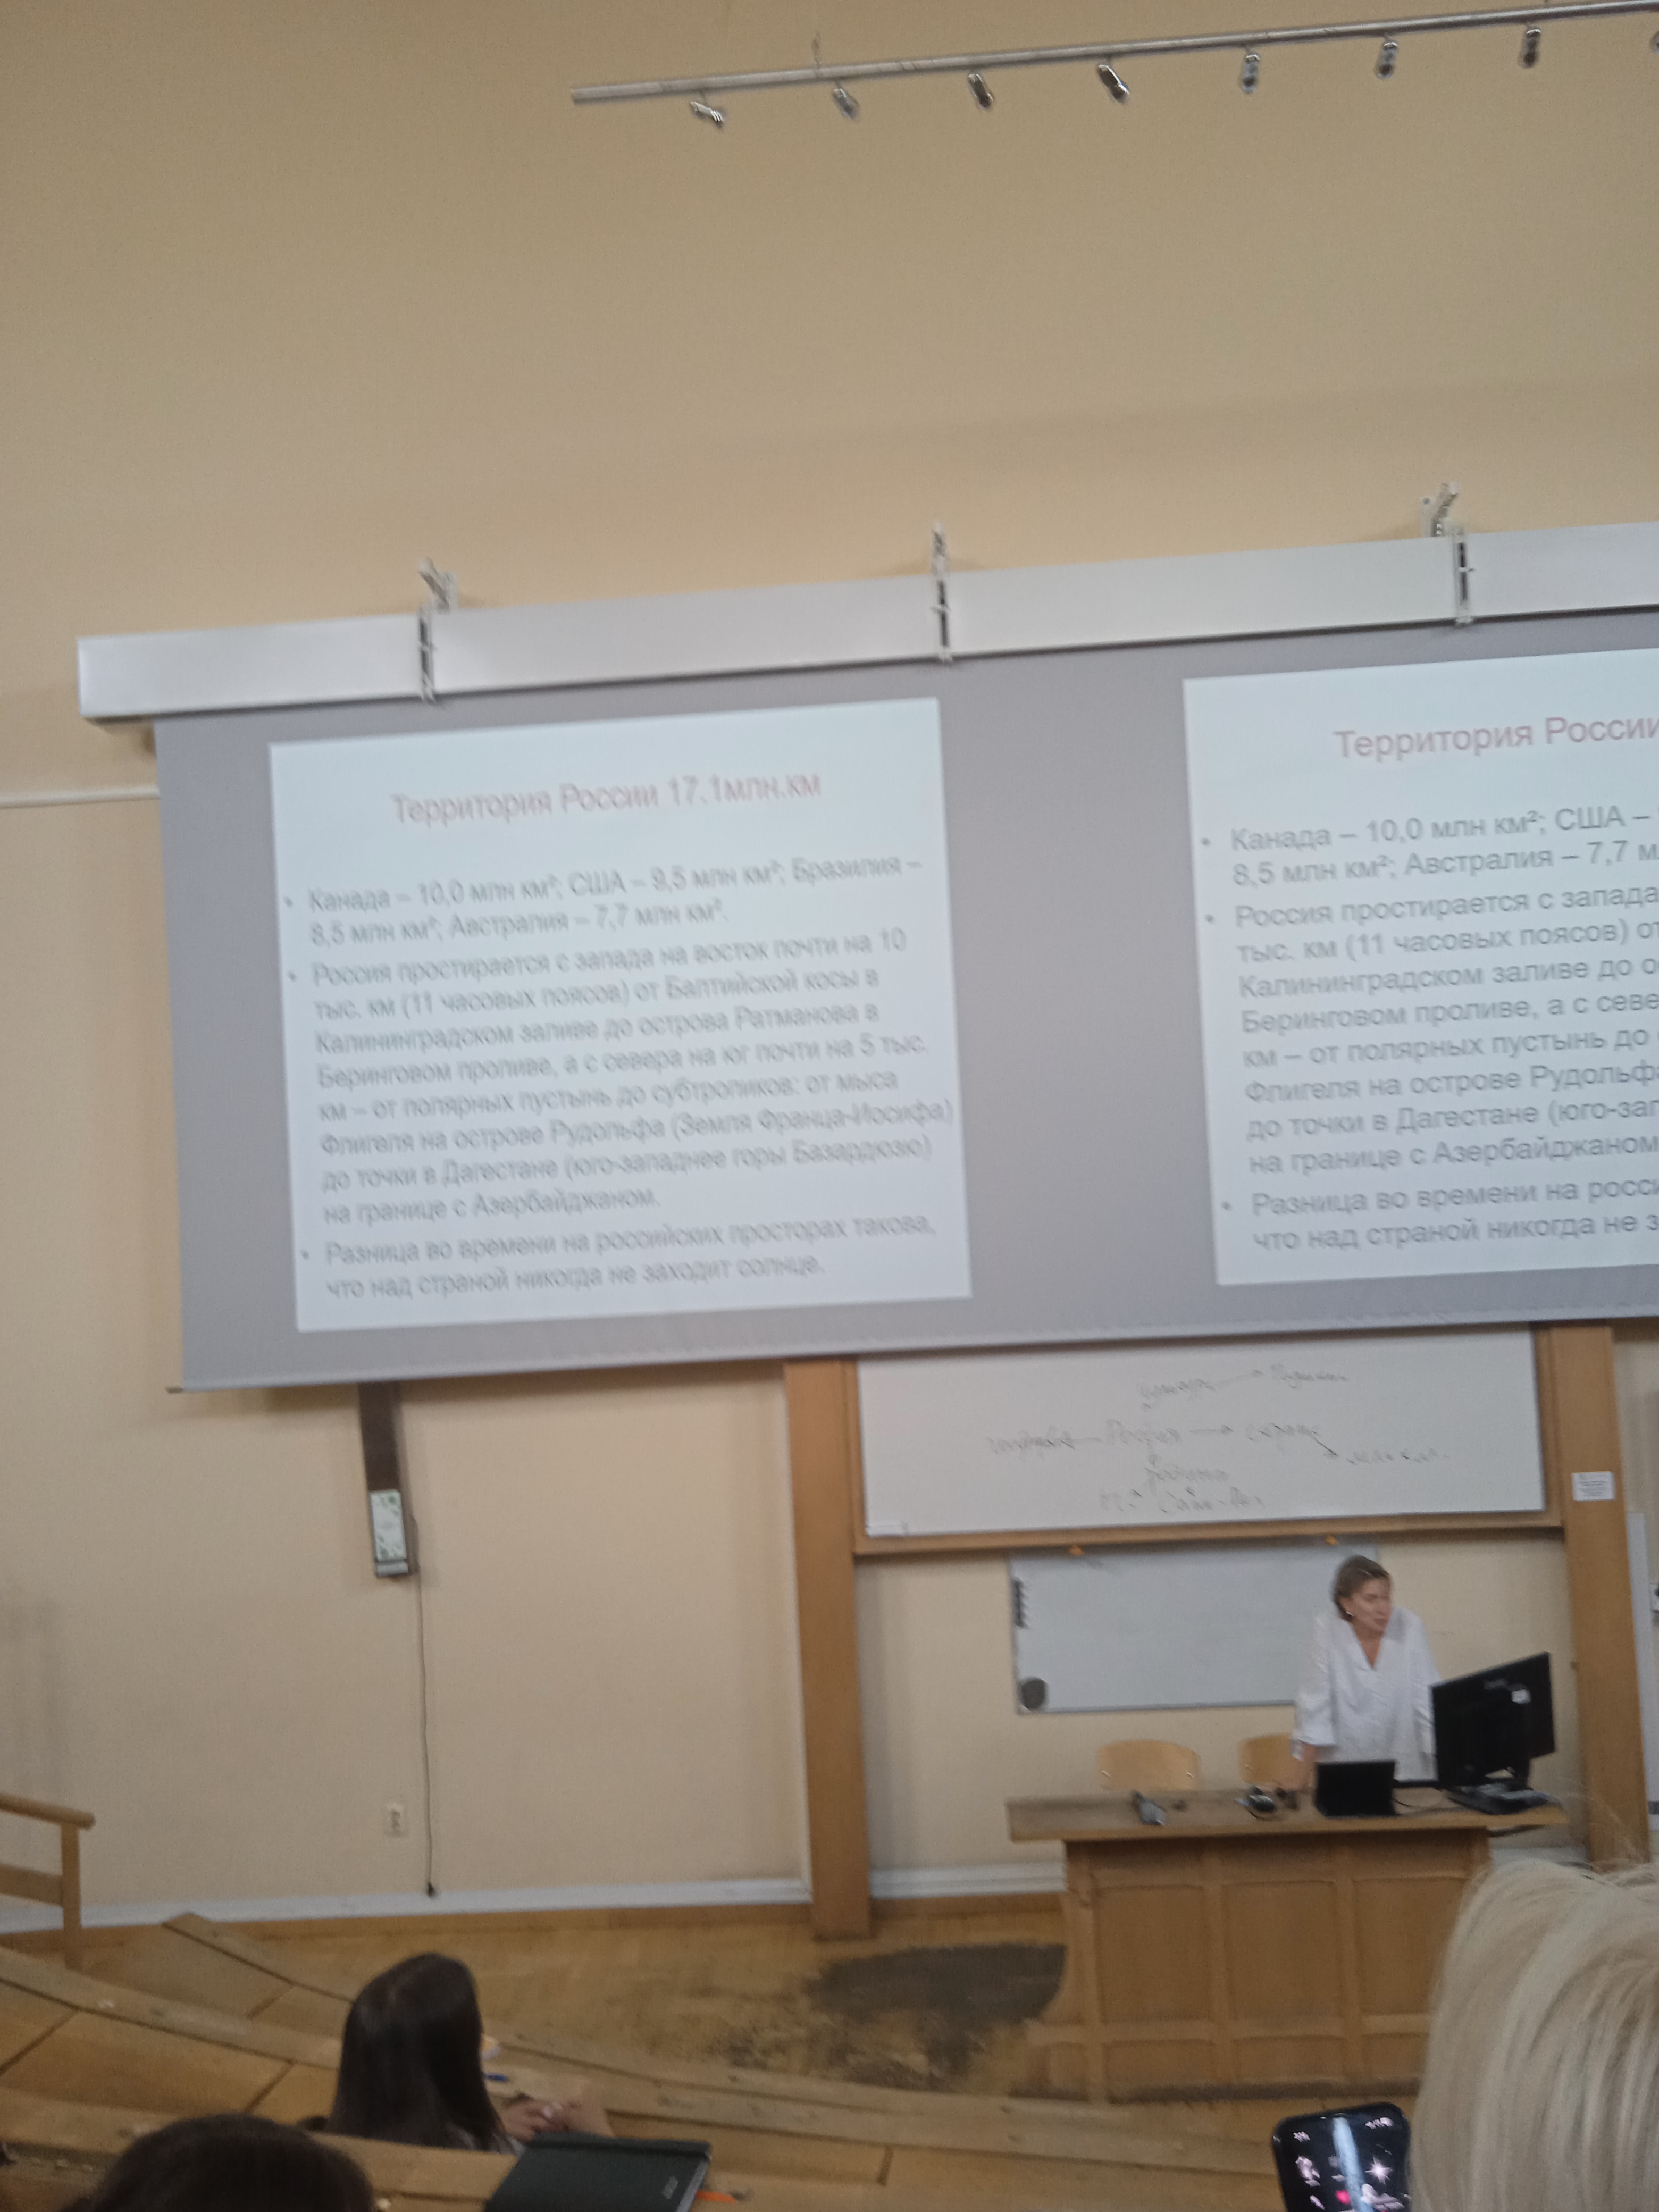 Территория России 17.1млн.км
• Канада – 10,0 млн км²; США – 9,5 млн км²; Бразилия –
8,5 млн км²; Австралия – 7,7 млн км².
• Россия простирается с запада на восток почти на 10
тыс. км (11 часовых поясов) от Балтийской косы в
Калининградском заливе до острова Ратманова в
Беринговом проливе, а с севера на юг почти на 5 тыс.
км – от полярных пустынь до субтропиков: от мыса
Флигеля на острове Рудольфа (Земля Франца-Иосифа)
до точки в Дагестане (юго-западнее горы Базардюзю)
на границе с Азербайджаном.
• Разница во времени на российских просторах такова,
что над страной никогда не заходит солнце.
Территория России
• Канада – 10,0 млн км²; США –
8,5 млн км²; Австралия – 7,7 м
• Россия простирается с запада
тыс. км (11 часовых поясов) от
Калининградском заливе до о
Беринговом проливе, а с севе
км – от полярных пустынь до
Флигеля на острове Рудольфа
до точки в Дагестане (юго-зап
на границе с Азербайджаном
• Разница во времени на росси
что над страной никогда не з
Россия